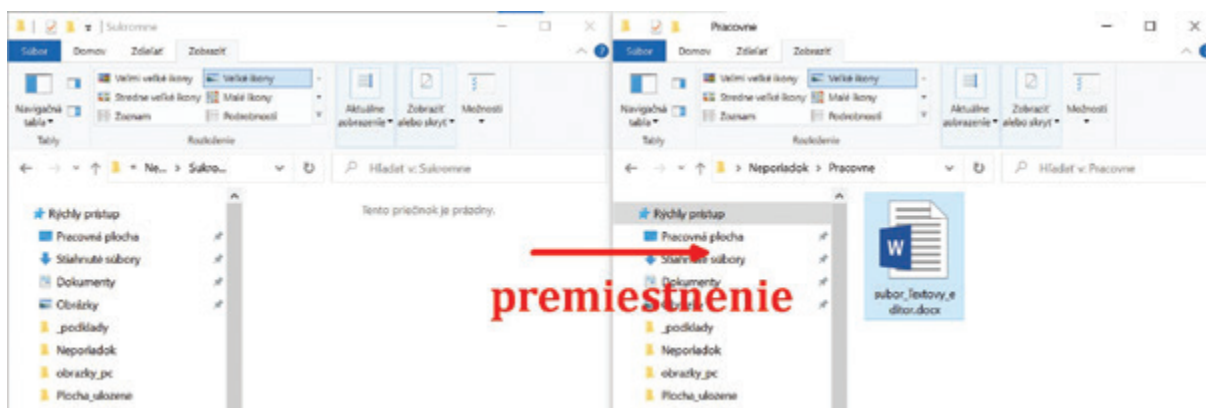 Sukromne
Súbor Domov Zdieľať Zobraziť
Veľmi veľké ikony Veľké ikony
Stredne veľké ikony Malé ikony
Zoznam Podrobnosti
Navigačná tabla
Aktuálne zobrazenie
Zobraziť alebo skryť
Možnosti
Tably Rozloženie
Ne... > Sukro...
Hľadať v: Sukromne
Rýchly prístup
Pracovná plocha
Stiahnuté súbory
Dokumenty
Obrázky
_podklady
Neporiadok
obrazky_pc
Plocha_ulozene
Tento priečinok je prázdny.
premiestnenie
Pracovne
Súbor Domov Zdieľať Zobraziť
Veľmi veľké ikony Veľké ikony
Stredne veľké ikony Malé ikony
Zoznam Podrobnosti
Navigačná tabla
Aktuálne zobrazenie
Zobraziť alebo skryť
Možnosti
Tably Rozloženie
> Neporiadok > Pracovne
Hľadať v: Pracovne
Rýchly prístup
Pracovná plocha
Stiahnuté súbory
Dokumenty
Obrázky
_podklady
Neporiadok
obrazky_pc
Plocha_ulozene
W
subor_Textovy_e
ditor.docx